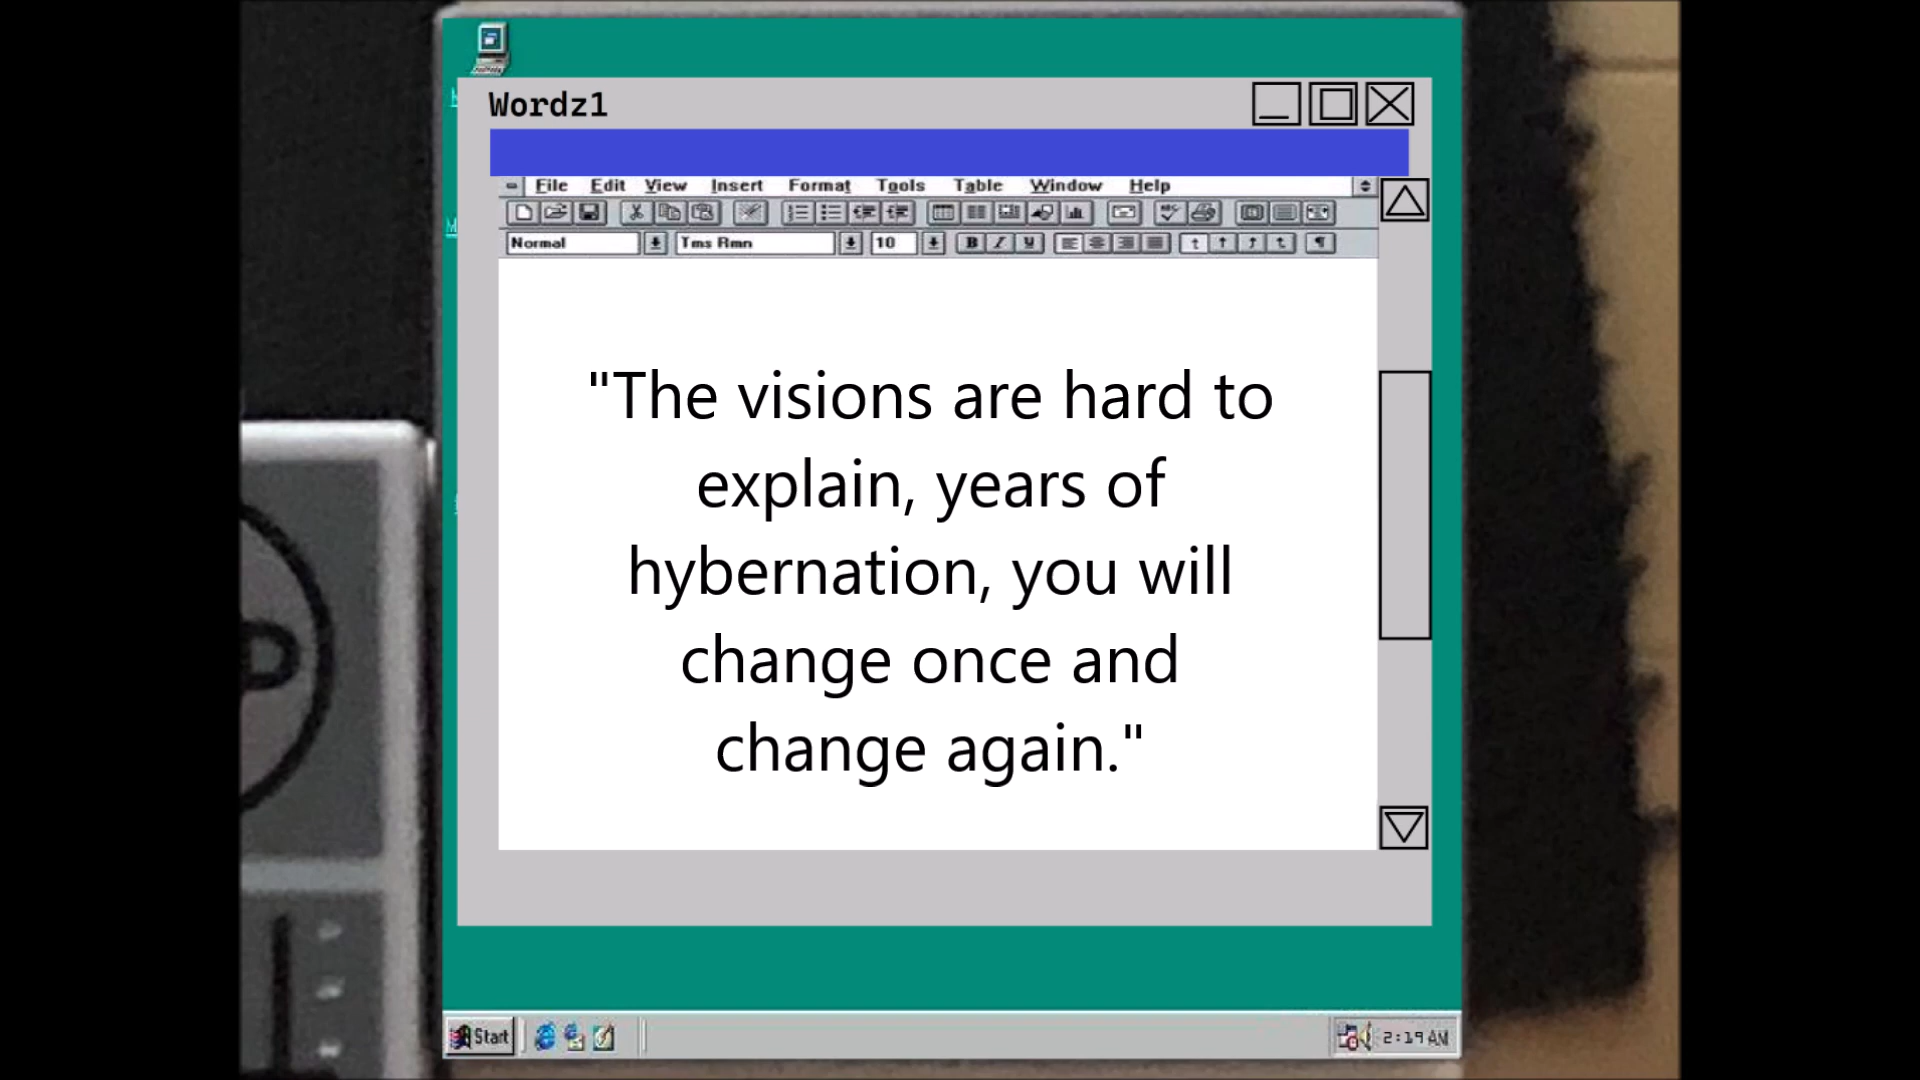 Wordz1
File Edit View Insert Format Tools Table Window Help
Normal Tms Rmn 10 B I U
"The visions are hard to
explain, years of
hybernation, you will
change once and
change again."
Start 2:19 AM